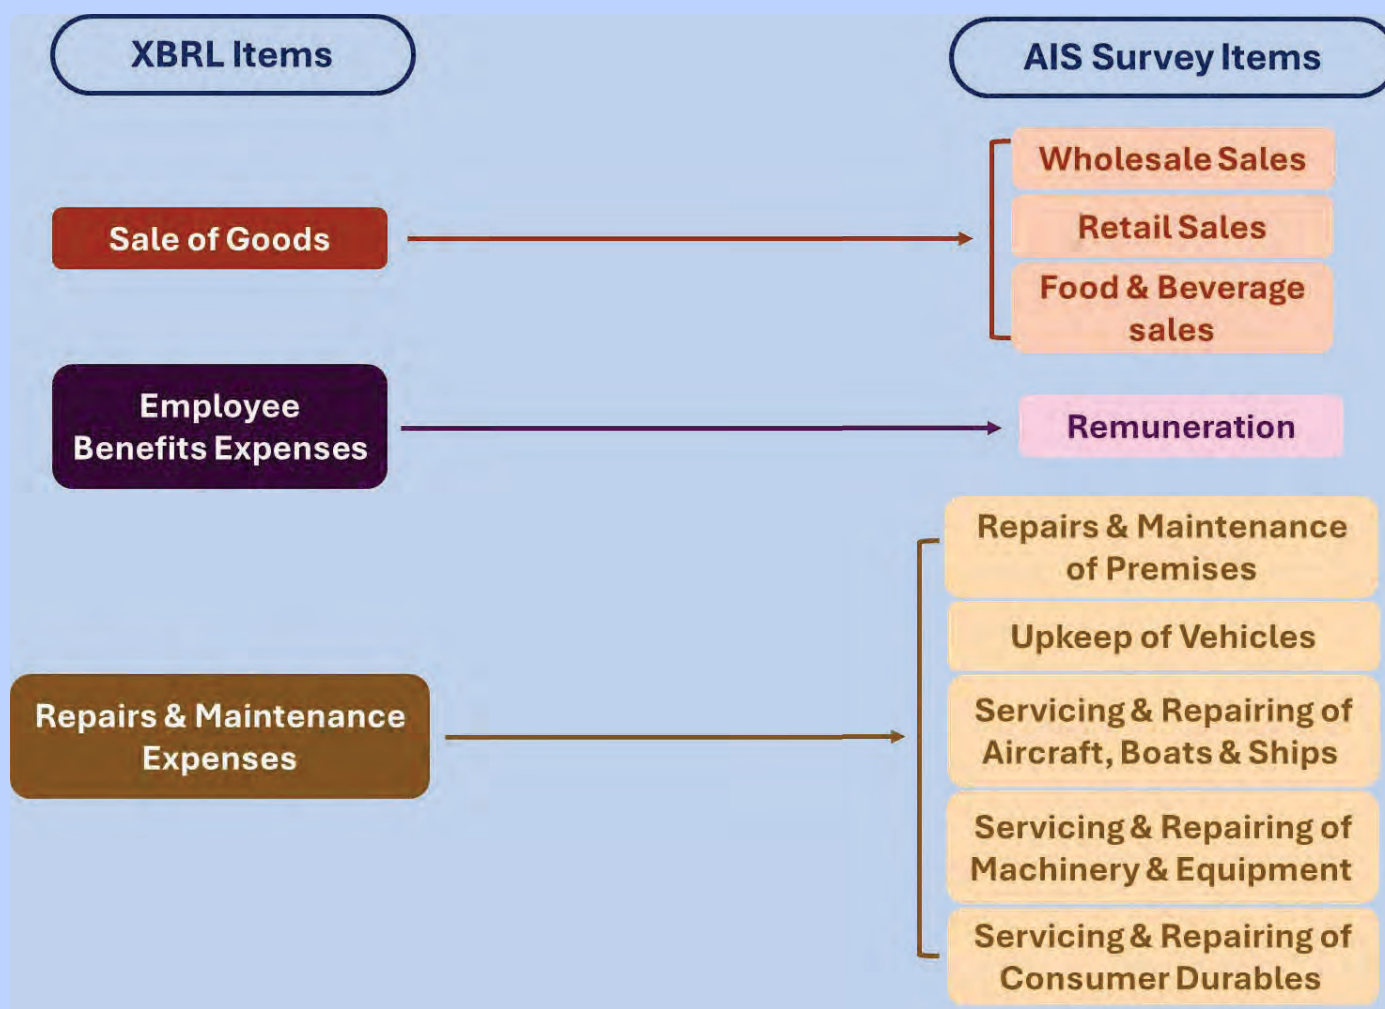 XBRL Items
AIS Survey Items
Sale of Goods
Wholesale Sales
Retail Sales
Food & Beverage
sales
Employee
Benefits Expenses
Remuneration
Repairs & Maintenance
Expenses
Repairs & Maintenance
of Premises
Upkeep of Vehicles
Servicing & Repairing of
Aircraft, Boats & Ships
Servicing & Repairing of
Machinery & Equipment
Servicing & Repairing of
Consumer Durables